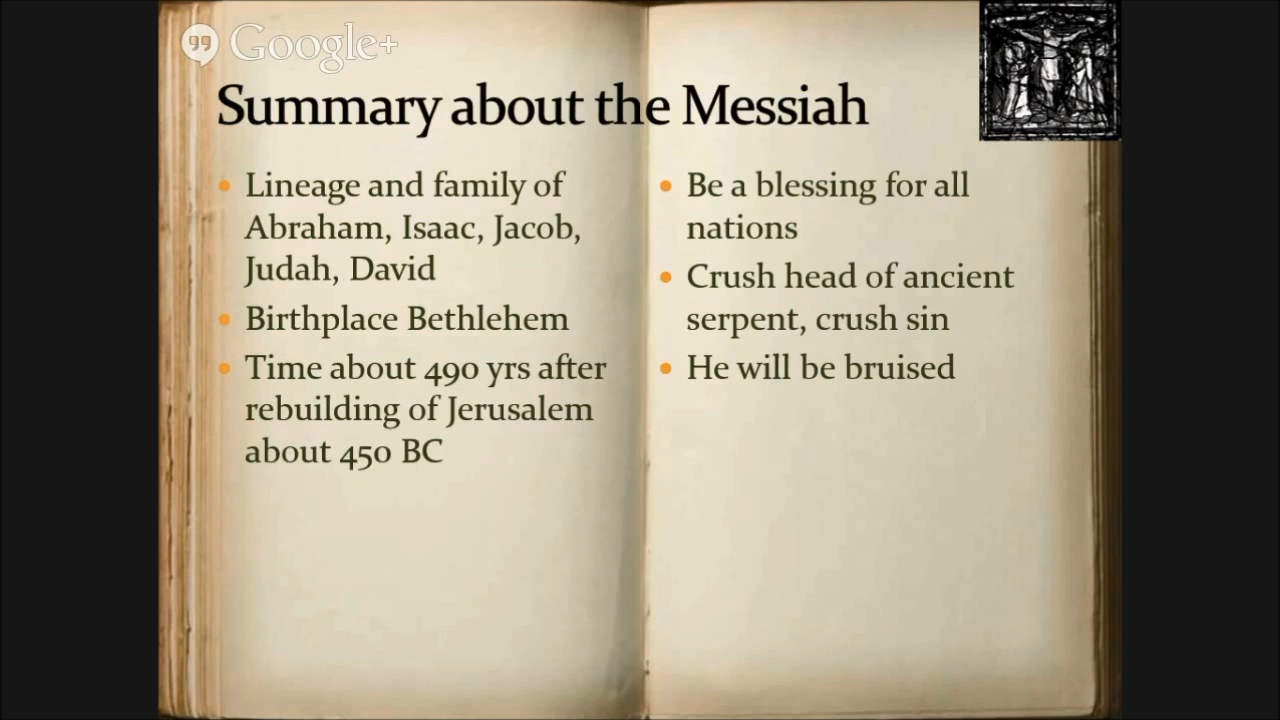 Google+
Summary about the Messiah
• Lineage and family of
Abraham, Isaac, Jacob,
Judah, David
• Birthplace Bethlehem
• Time about 490 yrs after
rebuilding of Jerusalem
about 450 BC
• Be a blessing for all
nations
• Crush head of ancient
serpent, crush sin
• He will be bruised